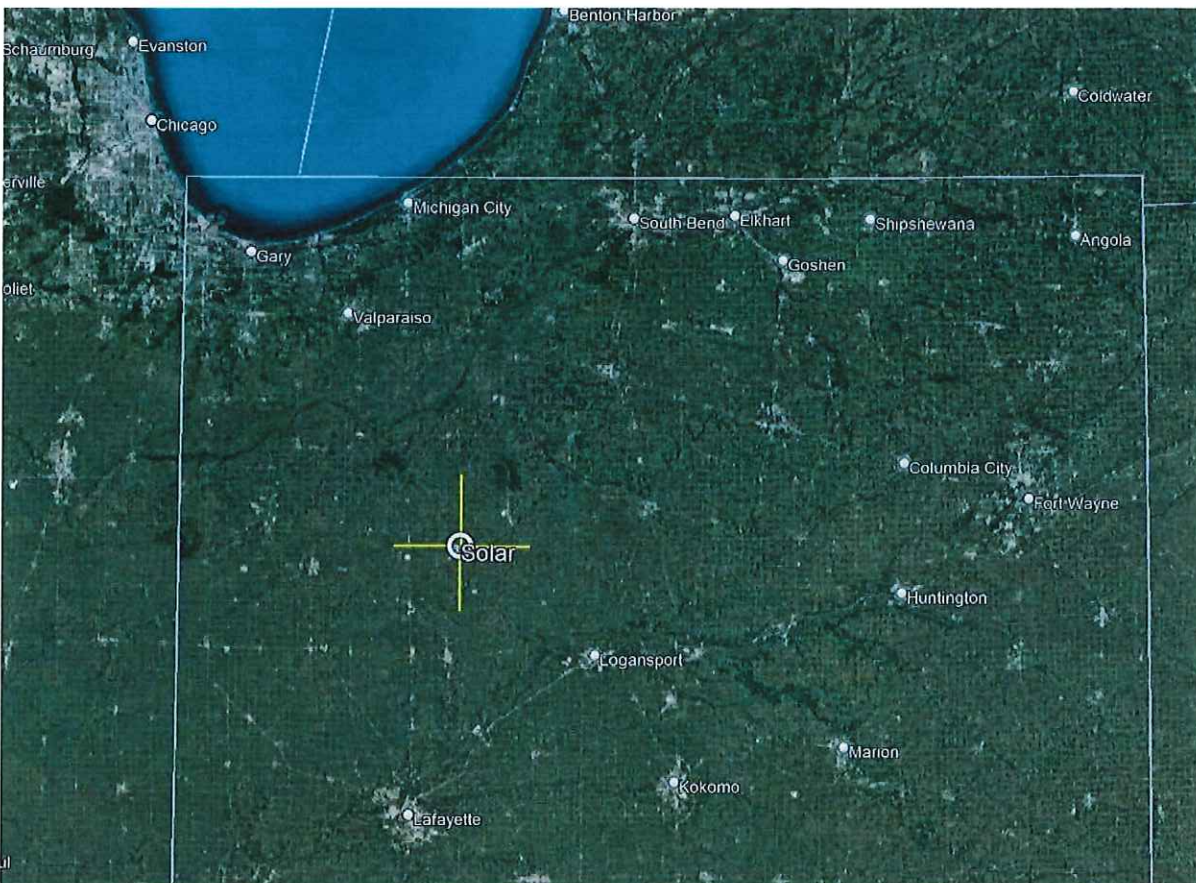 Benton Harbor
Schaumburg
Evanston
Coldwater
Chicago
erville
Michigan City
South Bend
Elkhart
Shipshewana
Angola
Gary
Goshen
oliet
Valparaiso
Columbia City
Fort Wayne
Solar
Huntington
Logansport
Marion
Kokomo
Lafayette
ul